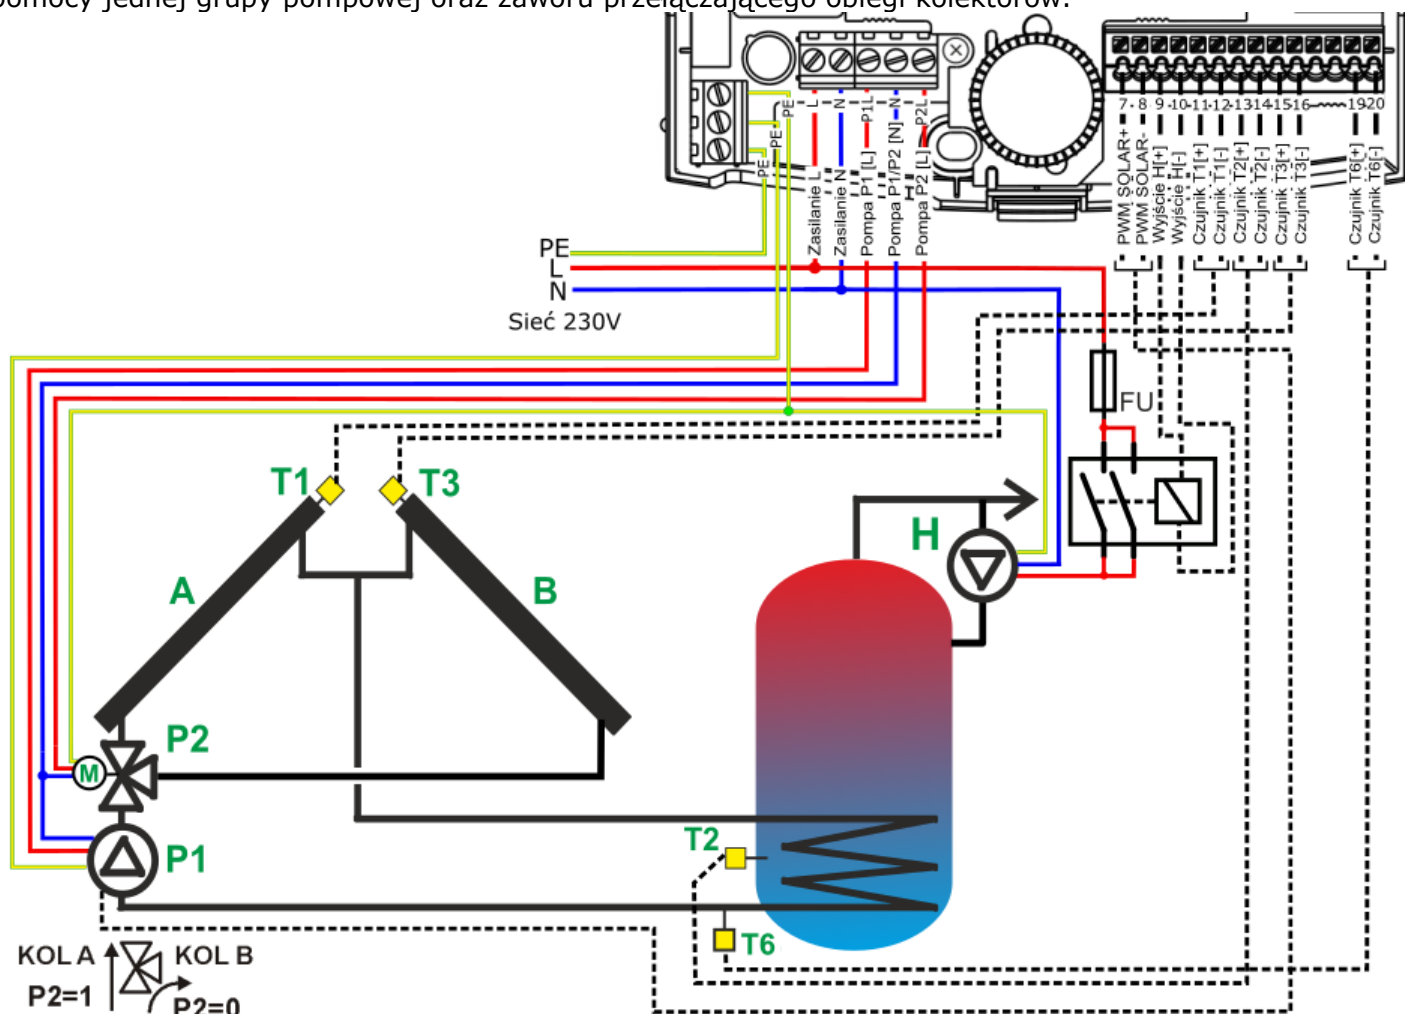 pomocy jednej grupy pompowej oraz zaworu przełączającego obiegi kolektorów.
PE
PE
PE
L
N
P1L
N
P2L
7 8 9 10 11 12 13 14 15 16 19 20
Zasilanie L
Zasilanie N
Pompa P1 [L]
Pompa P1/P2 [N]
Pompa P2 [L]
PWM SOLAR+
PWM SOLAR-
Wyjście H[+]
Wyjście H[-]
Czujnik T1[+]
Czujnik T1[-]
Czujnik T2[+]
Czujnik T2[-]
Czujnik T3[+]
Czujnik T3[-]
Czujnik T6[+]
Czujnik T6[-]
PE
L
N
Sieć 230V
FU
T1
T3
H
A
B
P2
M
T2
P1
T6
KOL A
KOL B
P2=1
P2=0